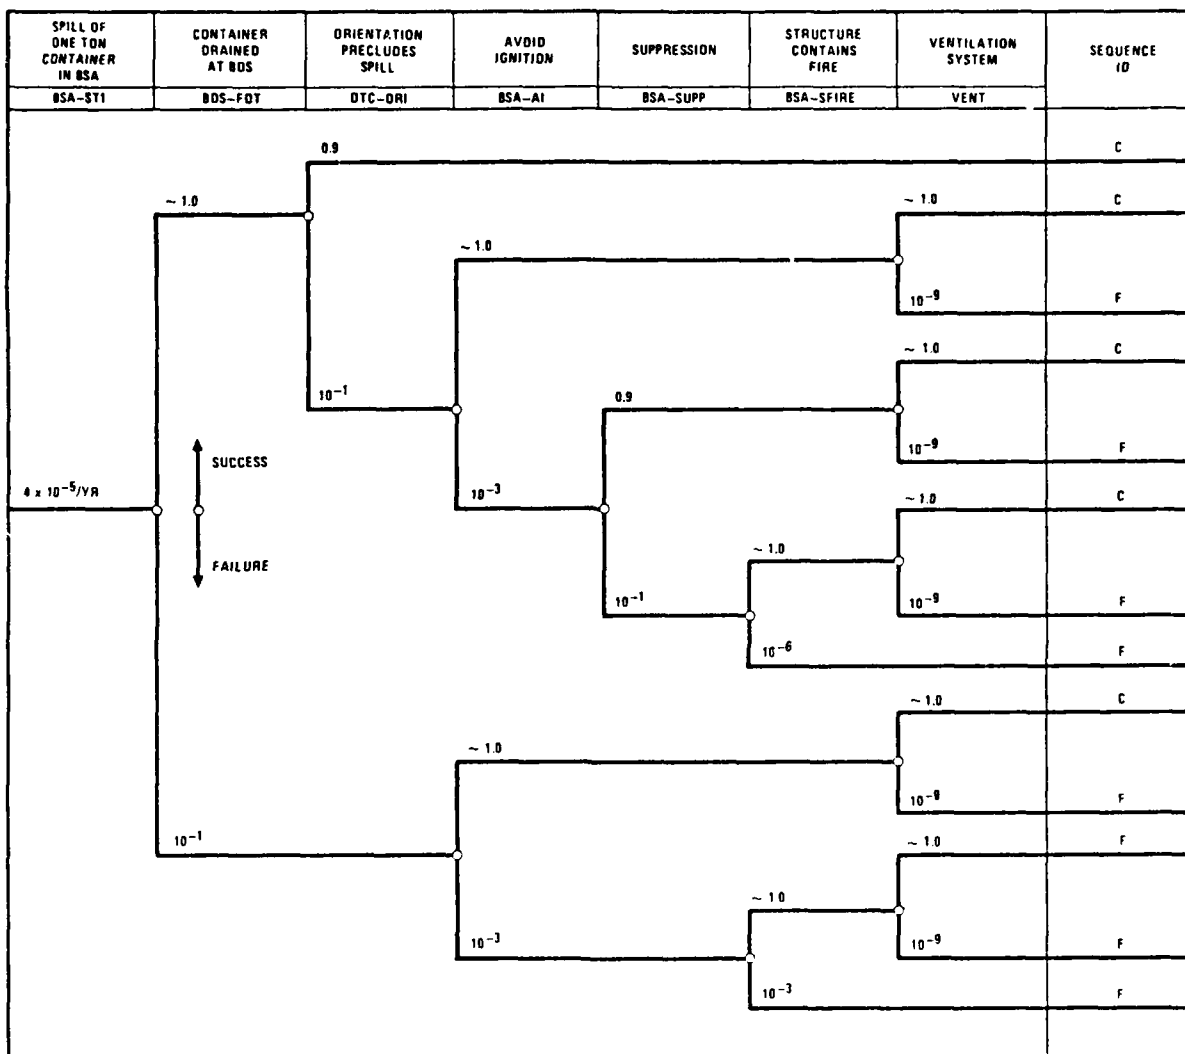 SPILL OF
ONE TON
CONTAINER
IN BSA
CONTAINER
DRAINED
AT BDS
ORIENTATION
PRECLUDES
SPILL
AVOID
IGNITION
SUPPRESSION
STRUCTURE
CONTAINS
FIRE
VENTILATION
SYSTEM
SEQUENCE
ID
BSA-ST1
BDS-FOT
OTC-ORI
BSA-AI
BSA-SUPP
BSA-SFIRE
VENT
0.9
C
~ 1.0
~ 1.0
C
~ 1.0
10⁻⁹
F
~ 1.0
C
10⁻¹
0.9
10⁻⁹
F
SUCCESS
4 x 10⁻⁵/YR
10⁻³
~ 1.0
C
FAILURE
~ 1.0
10⁻¹
10⁻⁹
F
10⁻⁶
F
~ 1.0
C
~ 1.0
10⁻⁹
F
10⁻¹
~ 1.0
F
~ 1.0
10⁻³
10⁻⁹
F
10⁻³
F